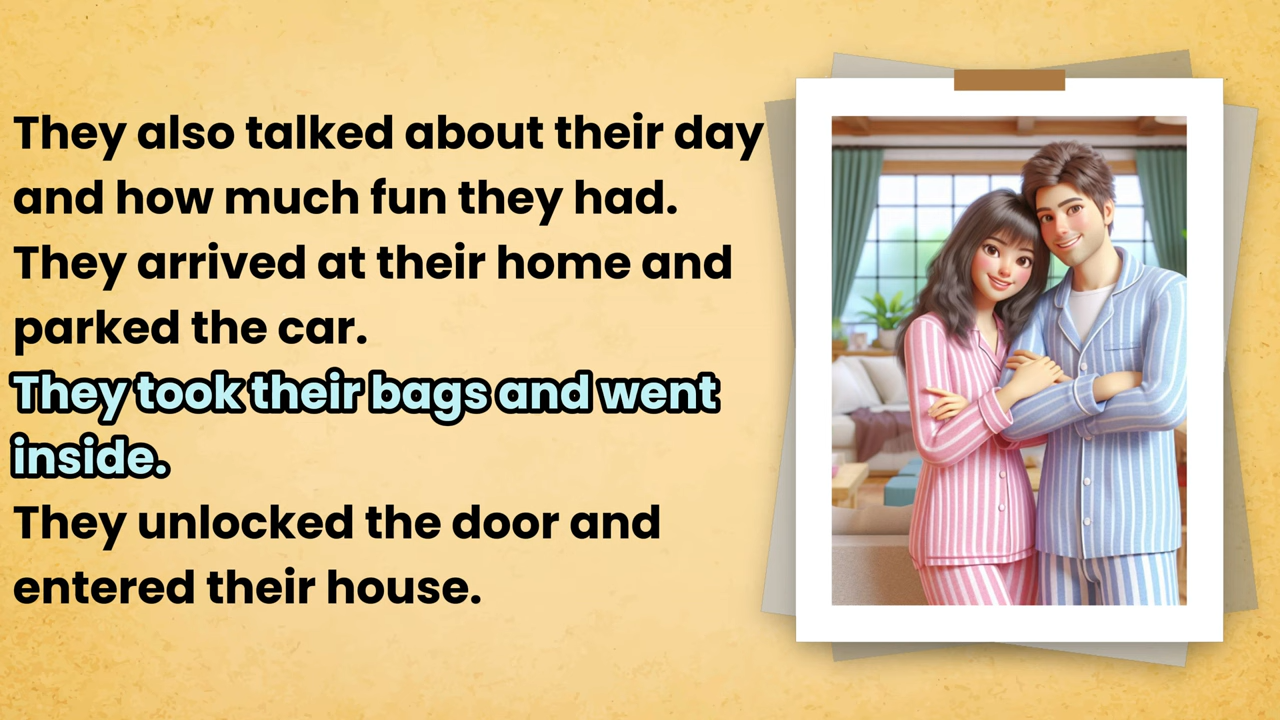 They also talked about their day
and how much fun they had.
They arrived at their home and
parked the car.
They took their bags and went
inside.
They unlocked the door and
entered their house.